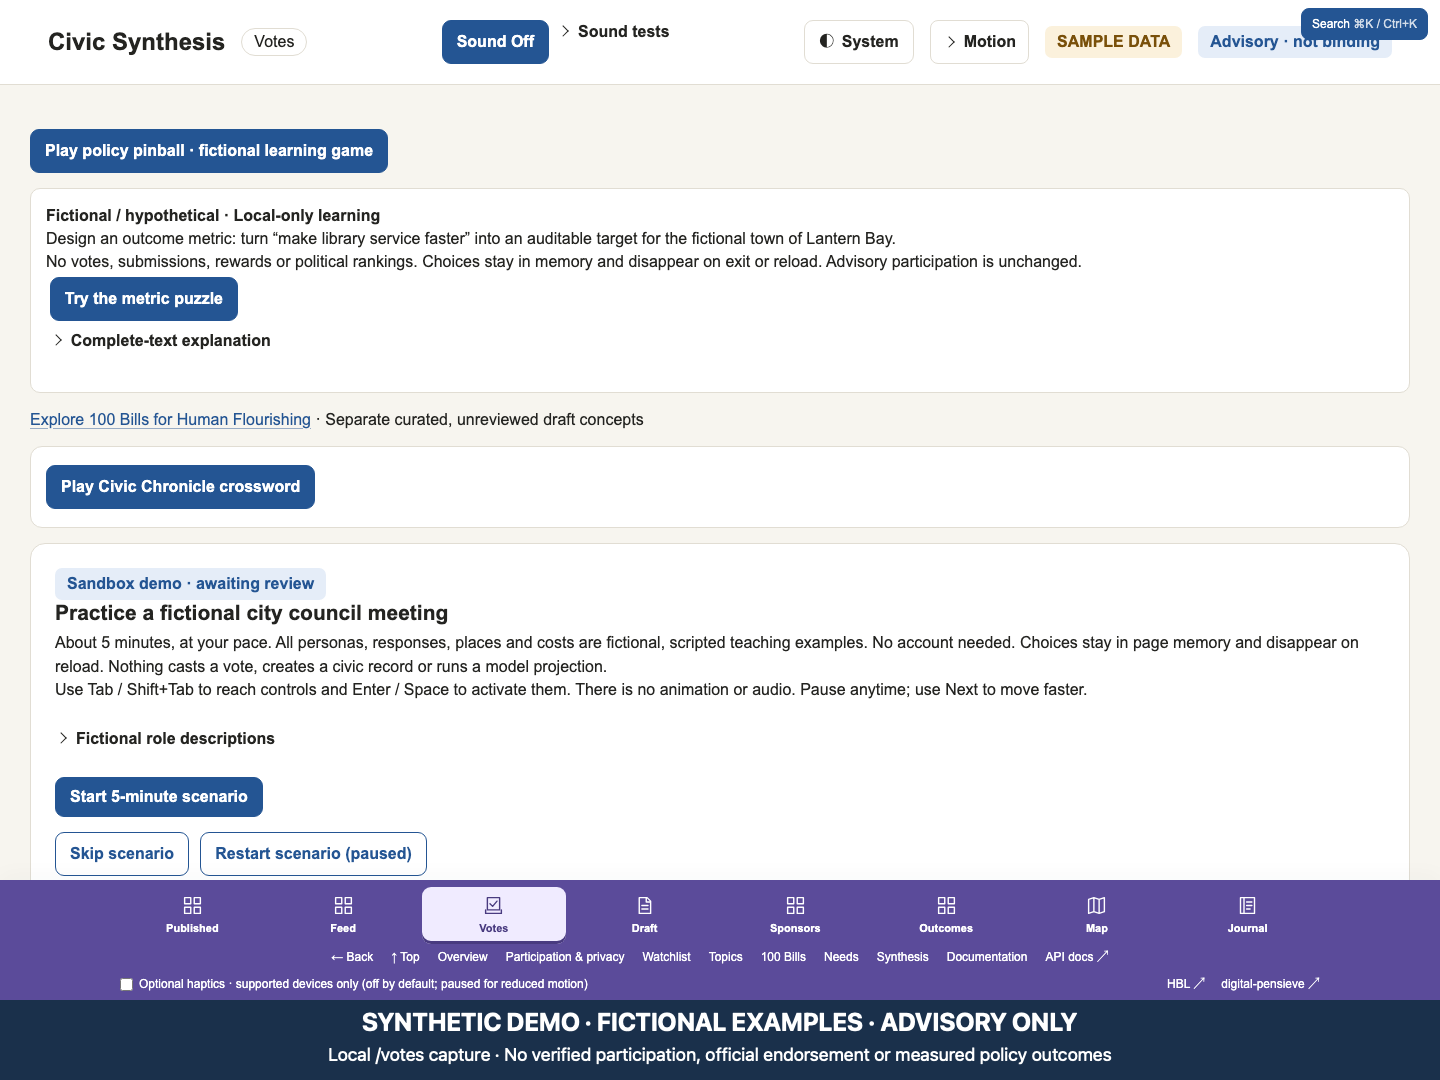 Civic Synthesis
Votes
Sound Off
Sound tests
System
Motion
SAMPLE DATA
Advisory · not binding
Search ⌘K / Ctrl+K
Play policy pinball · fictional learning game
Fictional / hypothetical · Local-only learning
Design an outcome metric: turn “make library service faster” into an auditable target for the fictional town of Lantern Bay.
No votes, submissions, rewards or political rankings. Choices stay in memory and disappear on exit or reload. Advisory participation is unchanged.
Try the metric puzzle
Complete-text explanation
Explore 100 Bills for Human Flourishing · Separate curated, unreviewed draft concepts
Play Civic Chronicle crossword
Sandbox demo · awaiting review
Practice a fictional city council meeting
About 5 minutes, at your pace. All personas, responses, places and costs are fictional, scripted teaching examples. No account needed. Choices stay in page memory and disappear on
reload. Nothing casts a vote, creates a civic record or runs a model projection.
Use Tab / Shift+Tab to reach controls and Enter / Space to activate them. There is no animation or audio. Pause anytime; use Next to move faster.
Fictional role descriptions
Start 5-minute scenario
Skip scenario
Restart scenario (paused)
Published
Feed
Votes
Draft
Sponsors
Outcomes
Map
Journal
← Back
↑ Top
Overview
Participation & privacy
Watchlist
Topics
100 Bills
Needs
Synthesis
Documentation
API docs ↗
Optional haptics · supported devices only (off by default; paused for reduced motion)
HBL ↗
digital-pensieve ↗
SYNTHETIC DEMO · FICTIONAL EXAMPLES · ADVISORY ONLY
Local /votes capture · No verified participation, official endorsement or measured policy outcomes